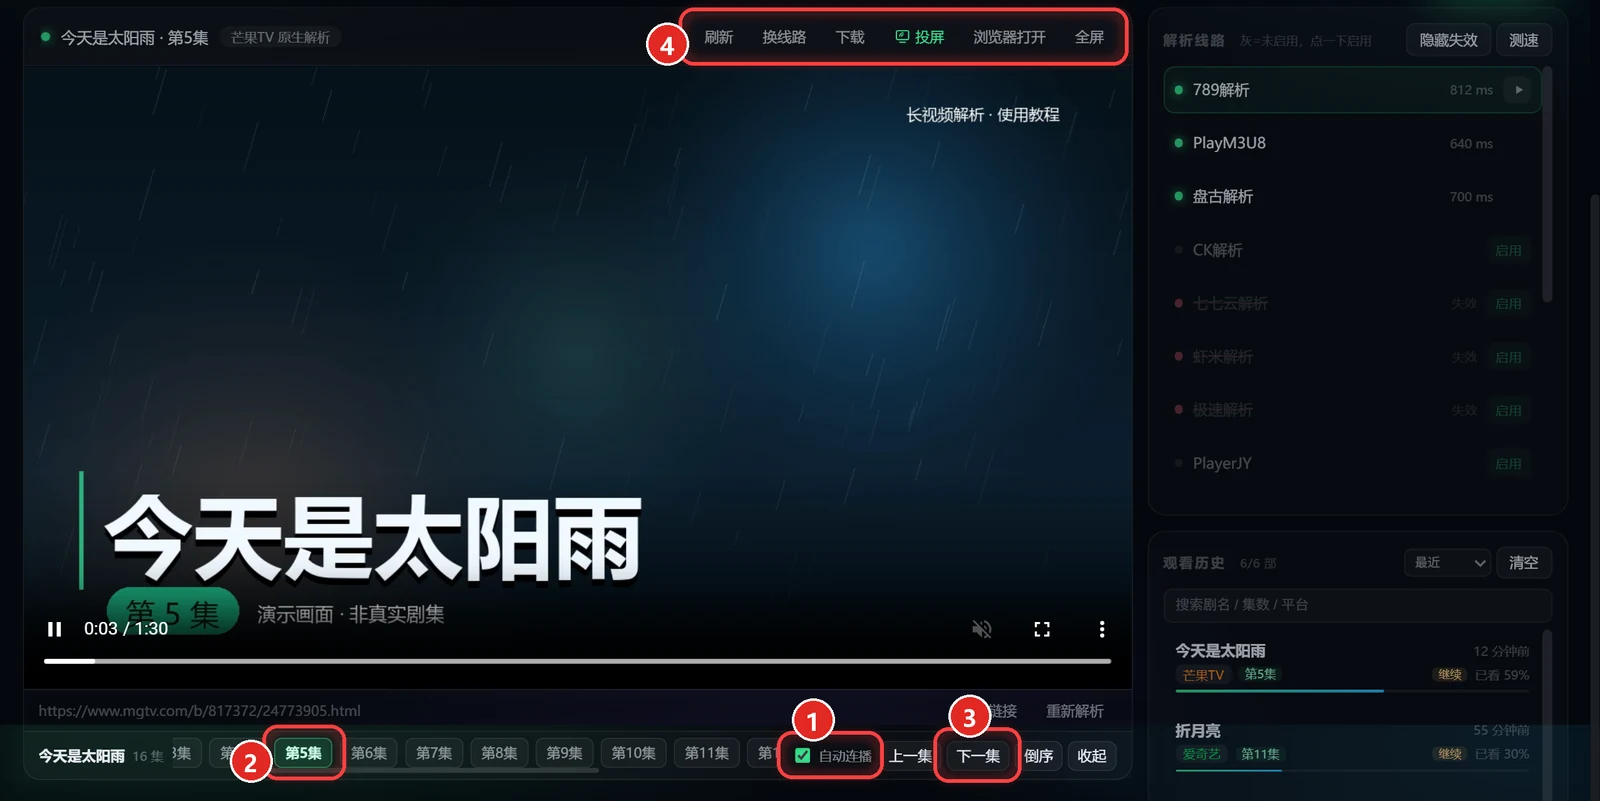 今天是太阳雨 · 第5集 芒果TV 原生解析
4
刷新 换线路 下载 投屏 浏览器打开 全屏
长视频解析 · 使用教程
今天是太阳雨
第 5 集 演示画面 · 非真实剧集
0:03 / 1:30
https://www.mgtv.com/b/817372/24773905.html
链接 重新解析
1
2
3
今天是太阳雨 16 集
集 第5集 第6集 第7集 第8集 第9集 第10集 第11集
自动连播 上一集 下一集 倒序 收起
解析线路 灰=未启用，点一下启用 隐藏失效 测速
789解析 812 ms
PlayM3U8 640 ms
盘古解析 700 ms
CK解析 启用
七七云解析 失效 启用
虾米解析 失效 启用
极速解析 失效 启用
PlayerJY 启用
观看历史 6/6 部 最近 清空
搜索剧名 / 集数 / 平台
今天是太阳雨 12 分钟前
芒果TV 第5集 继续 已看 59%
折月亮 55 分钟前
爱奇艺 第11集 继续 已看 30%